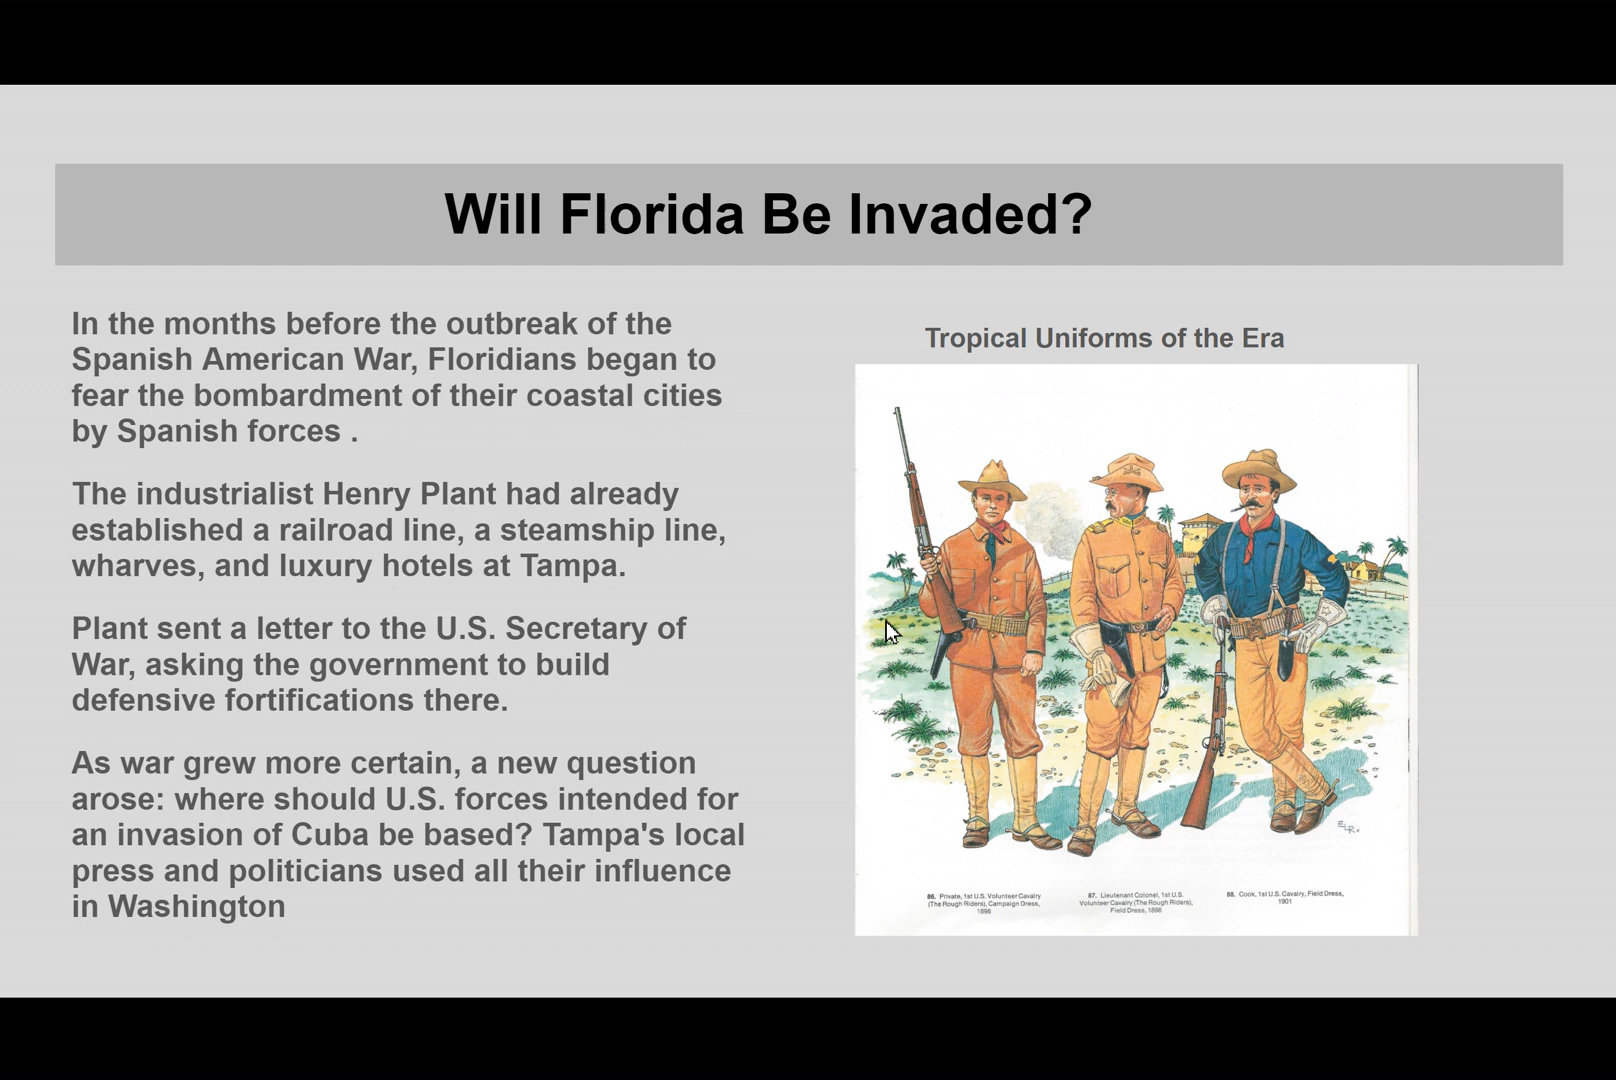 Will Florida Be Invaded?
In the months before the outbreak of the
Spanish American War, Floridians began to
fear the bombardment of their coastal cities
by Spanish forces .
The industrialist Henry Plant had already
established a railroad line, a steamship line,
wharves, and luxury hotels at Tampa.
Plant sent a letter to the U.S. Secretary of
War, asking the government to build
defensive fortifications there.
As war grew more certain, a new question
arose: where should U.S. forces intended for
an invasion of Cuba be based? Tampa's local
press and politicians used all their influence
in Washington
Tropical Uniforms of the Era
86. Private, 1st U.S. Volunteer Cavalry
(The Rough Riders), Campaign Dress,
1898
87. Lieutenant Colonel, 1st U.S.
Volunteer Cavalry (The Rough Riders),
Field Dress, 1898
88. Cook, 1st U.S. Cavalry, Field Dress,
1901